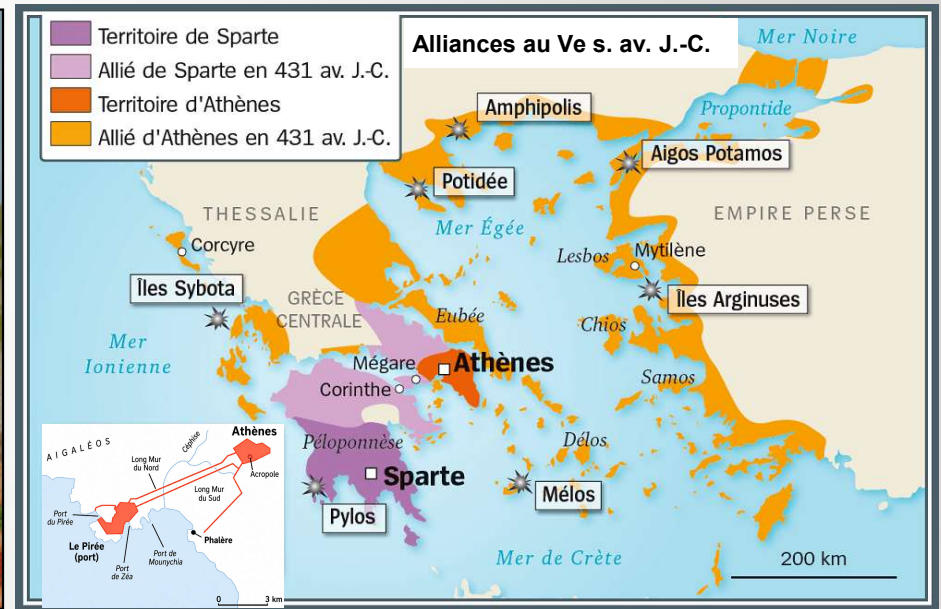 Territoire de Sparte
Allié de Sparte en 431 av. J.-C.
Territoire d'Athènes
Allié d'Athènes en 431 av. J.-C.
Alliances au Ve s. av. J.-C.
Mer Noire
Propontide
Amphipolis
Aigos Potamos
Potidée
THESSALIE
EMPIRE PERSE
Mer Égée
Corcyre
Lesbos
Mytilène
Îles Sybota
Îles Arginuses
GRÈCE
CENTRALE
Eubée
Chios
Mer
Ionienne
Mégare
Athènes
Corinthe
Samos
Péloponnèse
Délos
Sparte
Mélos
Pylos
Mer de Crète
200 km
AIGALÉOS
Céphise
Athènes
Long Mur
du Nord
Acropole
Long Mur
du Sud
Port
du Pirée
Phalère
Le Pirée
(port)
Port
de Zéa
Port de
Mounychia
0 3 km